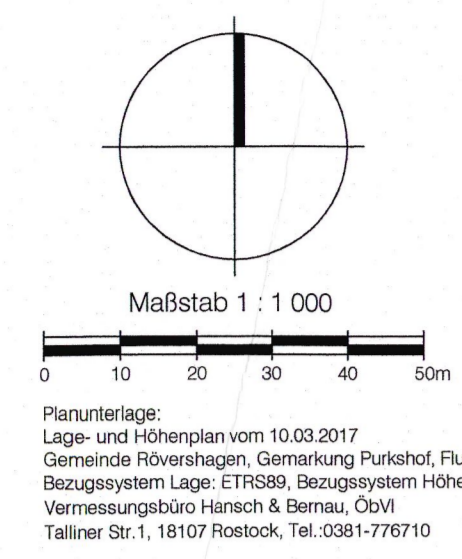 Maßstab 1 : 1 000
0 10 20 30 40 50m
Planunterlage:
Lage- und Höhenplan vom 10.03.2017
Gemeinde Rövershagen, Gemarkung Purkshof, Flu
Bezugssystem Lage: ETRS89, Bezugssystem Höhe
Vermessungsbüro Hansch & Bernau, ÖbVI
Talliner Str.1, 18107 Rostock, Tel.:0381-776710